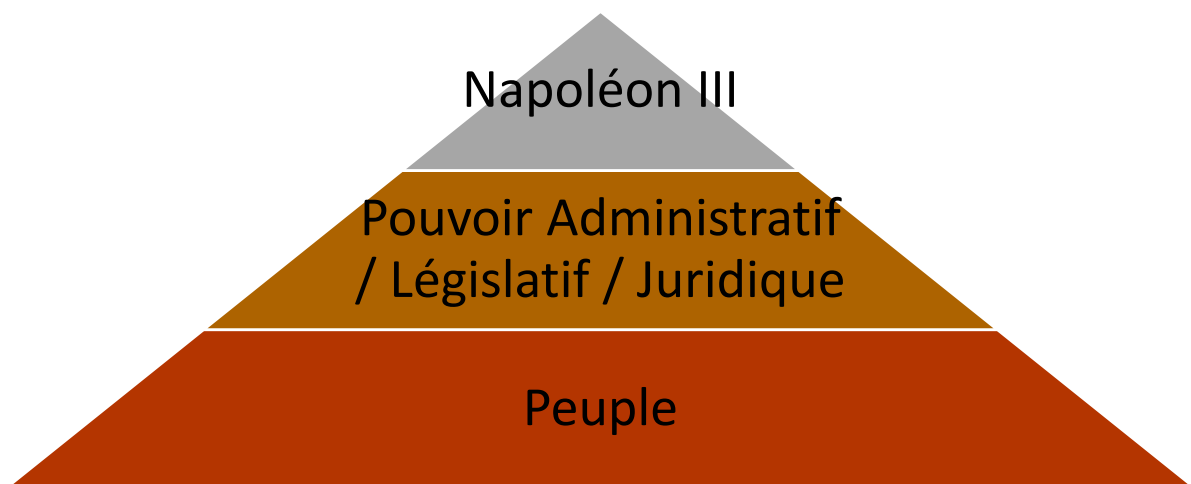 Napoléon III
Pouvoir Administratif
/ Législatif / Juridique
Peuple